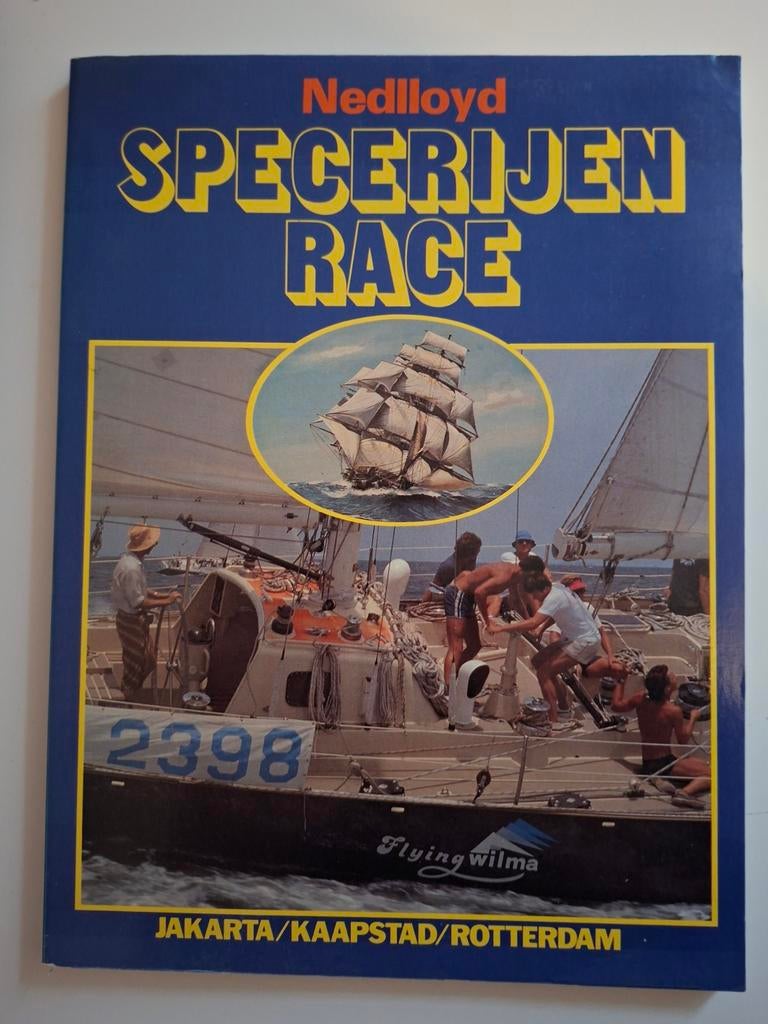 Nedlloyd
SPECERIJEN
RACE
2398
Flying wilma
JAKARTA/KAAPSTAD/ROTTERDAM